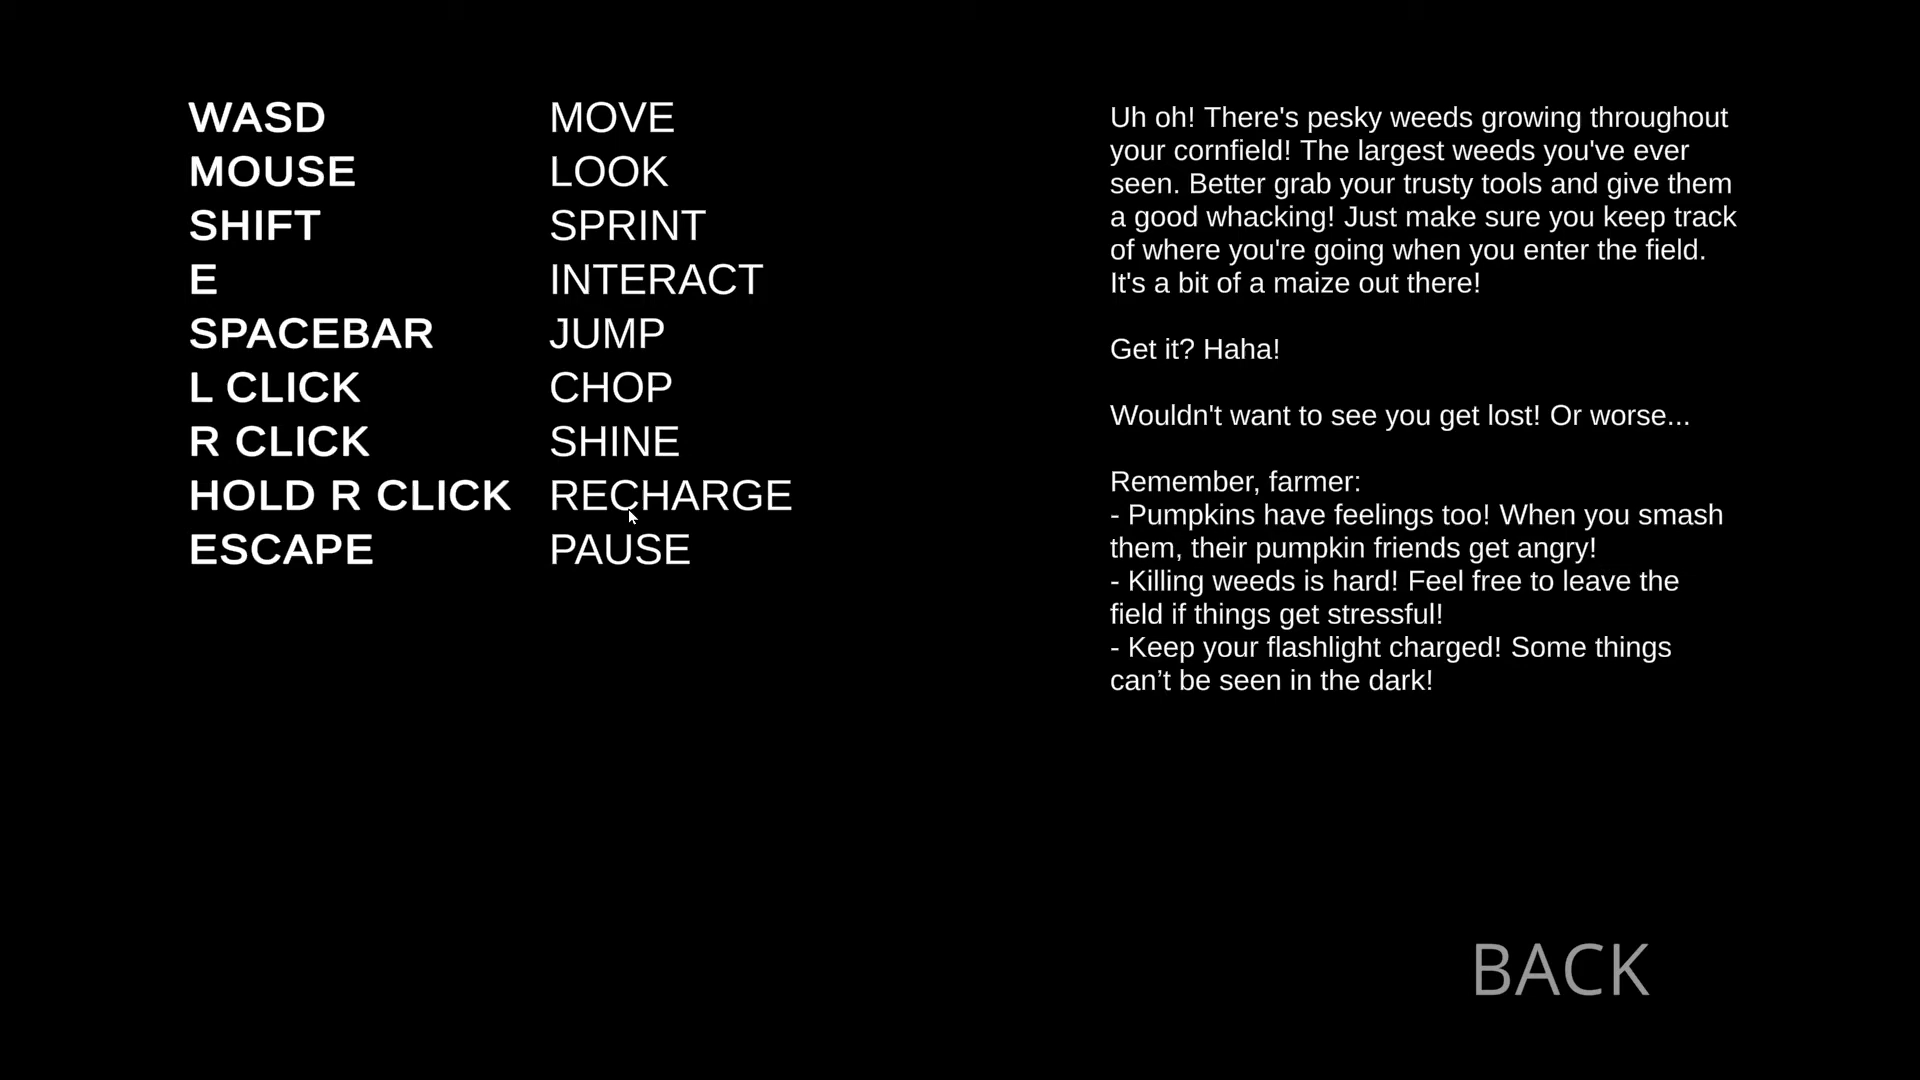 WASD MOVE
MOUSE LOOK
SHIFT SPRINT
E INTERACT
SPACEBAR JUMP
L CLICK CHOP
R CLICK SHINE
HOLD R CLICK RECHARGE
ESCAPE PAUSE
Uh oh! There's pesky weeds growing throughout
your cornfield! The largest weeds you've ever
seen. Better grab your trusty tools and give them
a good whacking! Just make sure you keep track
of where you're going when you enter the field.
It's a bit of a maize out there!
Get it? Haha!
Wouldn't want to see you get lost! Or worse...
Remember, farmer:
- Pumpkins have feelings too! When you smash
them, their pumpkin friends get angry!
- Killing weeds is hard! Feel free to leave the
field if things get stressful!
- Keep your flashlight charged! Some things
can’t be seen in the dark!
BACK